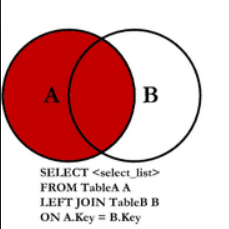 A B
SELECT <select_list>
FROM TableA A
LEFT JOIN TableB B
ON A.Key = B.Key